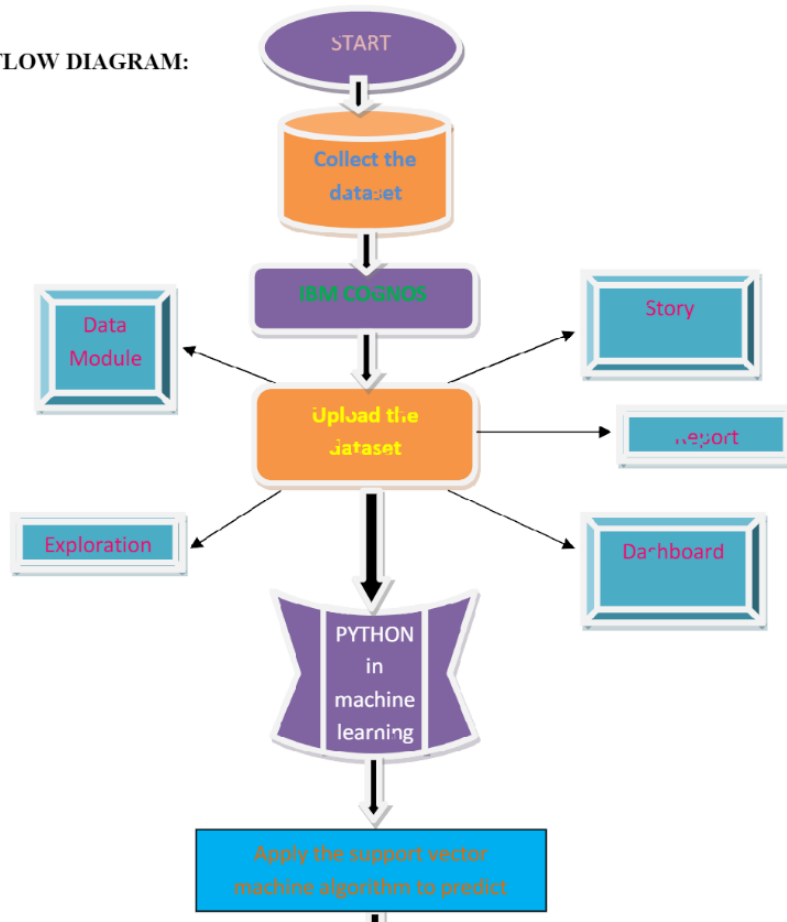 FLOW DIAGRAM:
START
Collect the
dataset
IBM COGNOS
Data
Module
Story
Upload the
dataset
Report
Exploration
Dashboard
PYTHON
in
machine
learning
Apply the support vector
machine algorithm to predict